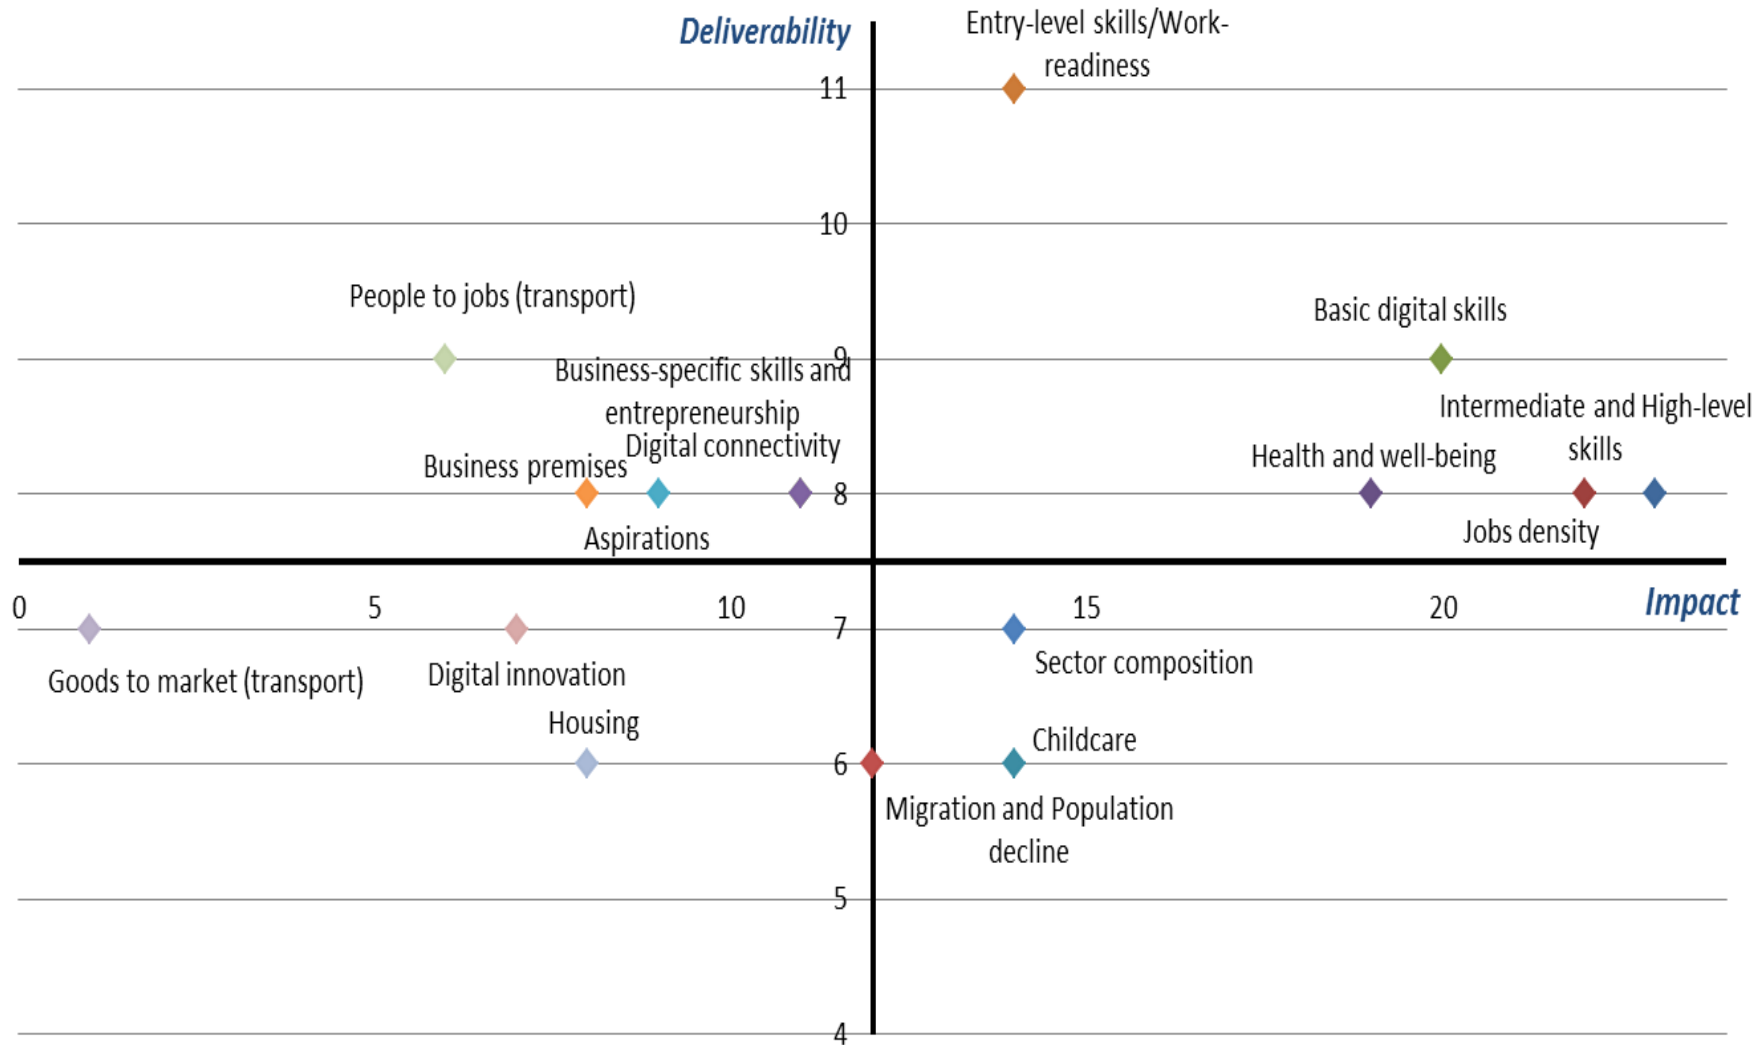 Deliverability
Entry-level skills/Work-
readiness
11
10
People to jobs (transport)
Basic digital skills
9
Business-specific skills and
entrepreneurship
Intermediate and High-level
skills
Digital connectivity
Business premises
Health and well-being
8
Aspirations
Jobs density
0
5
10
15
20
Impact
7
Goods to market (transport)
Digital innovation
Sector composition
Housing
Childcare
6
Migration and Population
decline
5
4